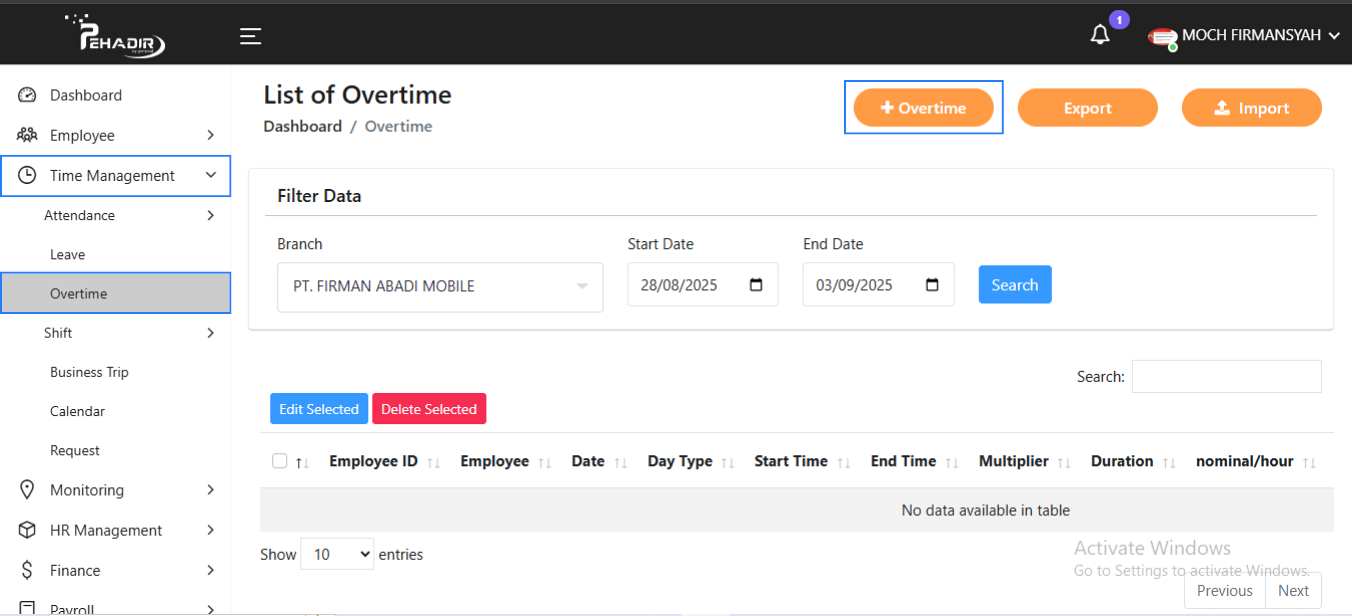 PEHADIR
1
MOCH FIRMANSYAH
Dashboard
Employee
Time Management
Attendance
Leave
Overtime
Shift
Business Trip
Calendar
Request
Monitoring
HR Management
Finance
Payroll
List of Overtime
Dashboard / Overtime
+ Overtime
Export
Import
Filter Data
Branch
Start Date
End Date
PT. FIRMAN ABADI MOBILE
28/08/2025
03/09/2025
Search
Search:
Edit Selected
Delete Selected
Employee ID Employee Date Day Type Start Time End Time Multiplier Duration nominal/hour
No data available in table
Show 10 entries
Activate Windows
Go to Settings to activate Windows.
Previous
Next